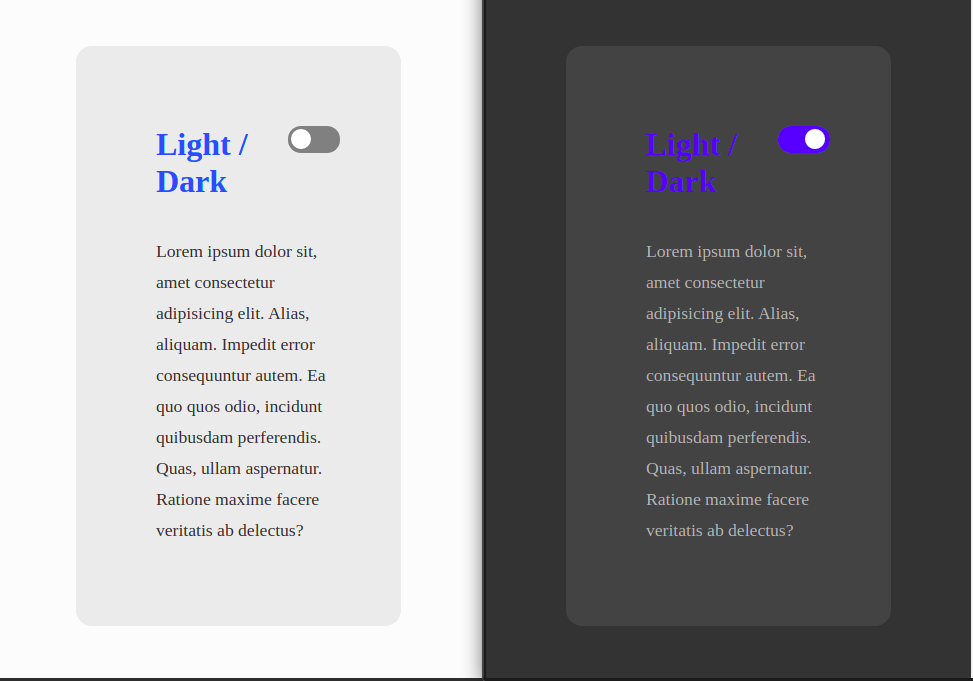 Light /
Dark
Lorem ipsum dolor sit,
amet consectetur
adipisicing elit. Alias,
aliquam. Impedit error
consequuntur autem. Ea
quo quos odio, incidunt
quibusdam perferendis.
Quas, ullam aspernatur.
Ratione maxime facere
veritatis ab delectus?
Light /
Dark
Lorem ipsum dolor sit,
amet consectetur
adipisicing elit. Alias,
aliquam. Impedit error
consequuntur autem. Ea
quo quos odio, incidunt
quibusdam perferendis.
Quas, ullam aspernatur.
Ratione maxime facere
veritatis ab delectus?